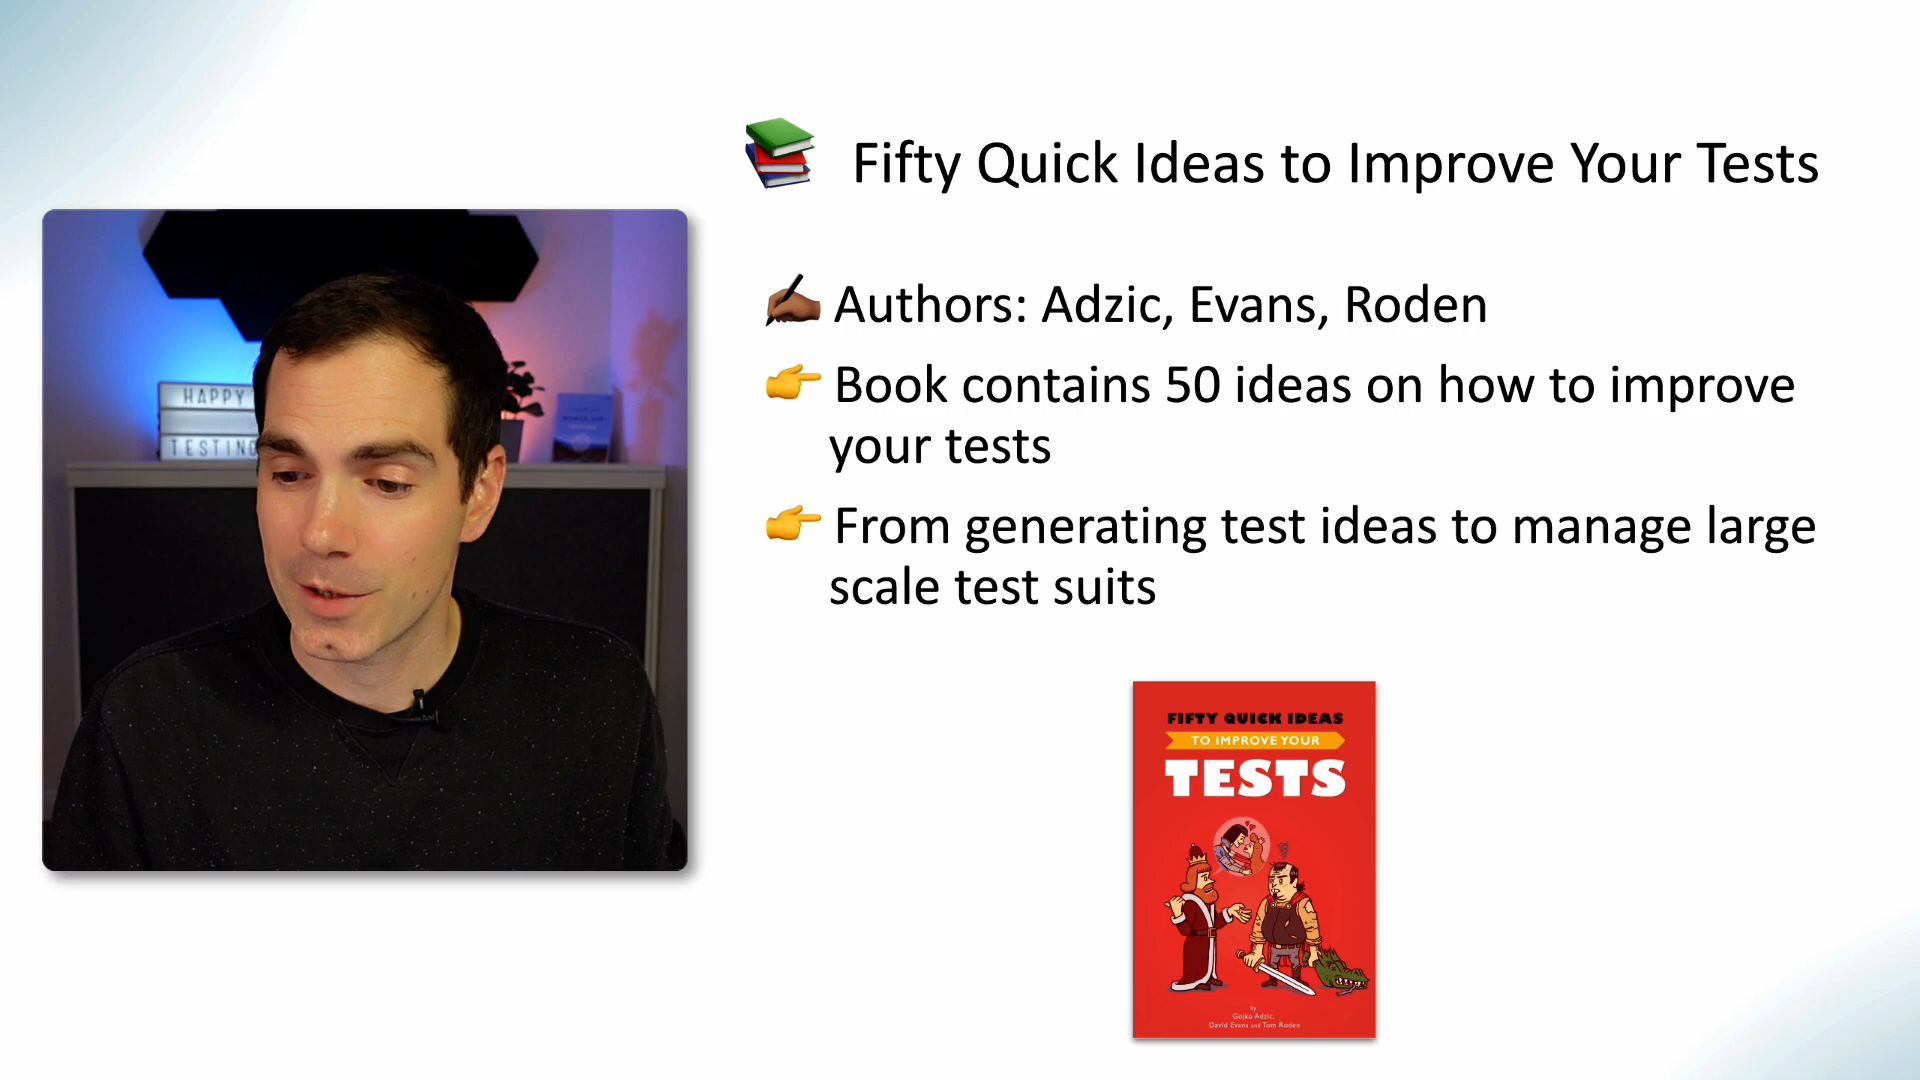 Fifty Quick Ideas to Improve Your Tests
Authors: Adzic, Evans, Roden
Book contains 50 ideas on how to improve
your tests
From generating test ideas to manage large
scale test suits
HAPPY
TESTING
FIFTY QUICK IDEAS
TO IMPROVE YOUR
TESTS
by
Gojko Adzic,
David Evans and Tom Roden